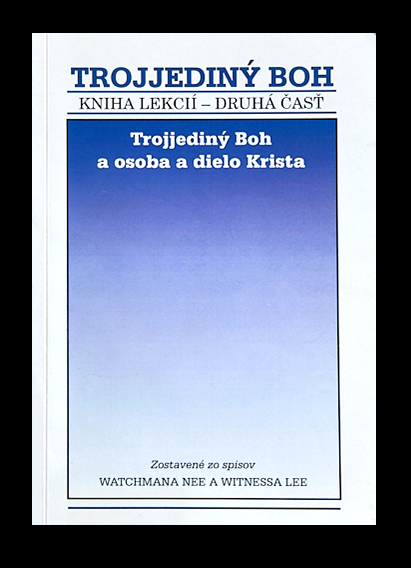 TROJJEDINÝ BOH
KNIHA LEKCIÍ – DRUHÁ ČASŤ
Trojjediný Boh
a osoba a dielo Krista
Zostavené zo spisov
WATCHMANA NEE A WITNESSA LEE